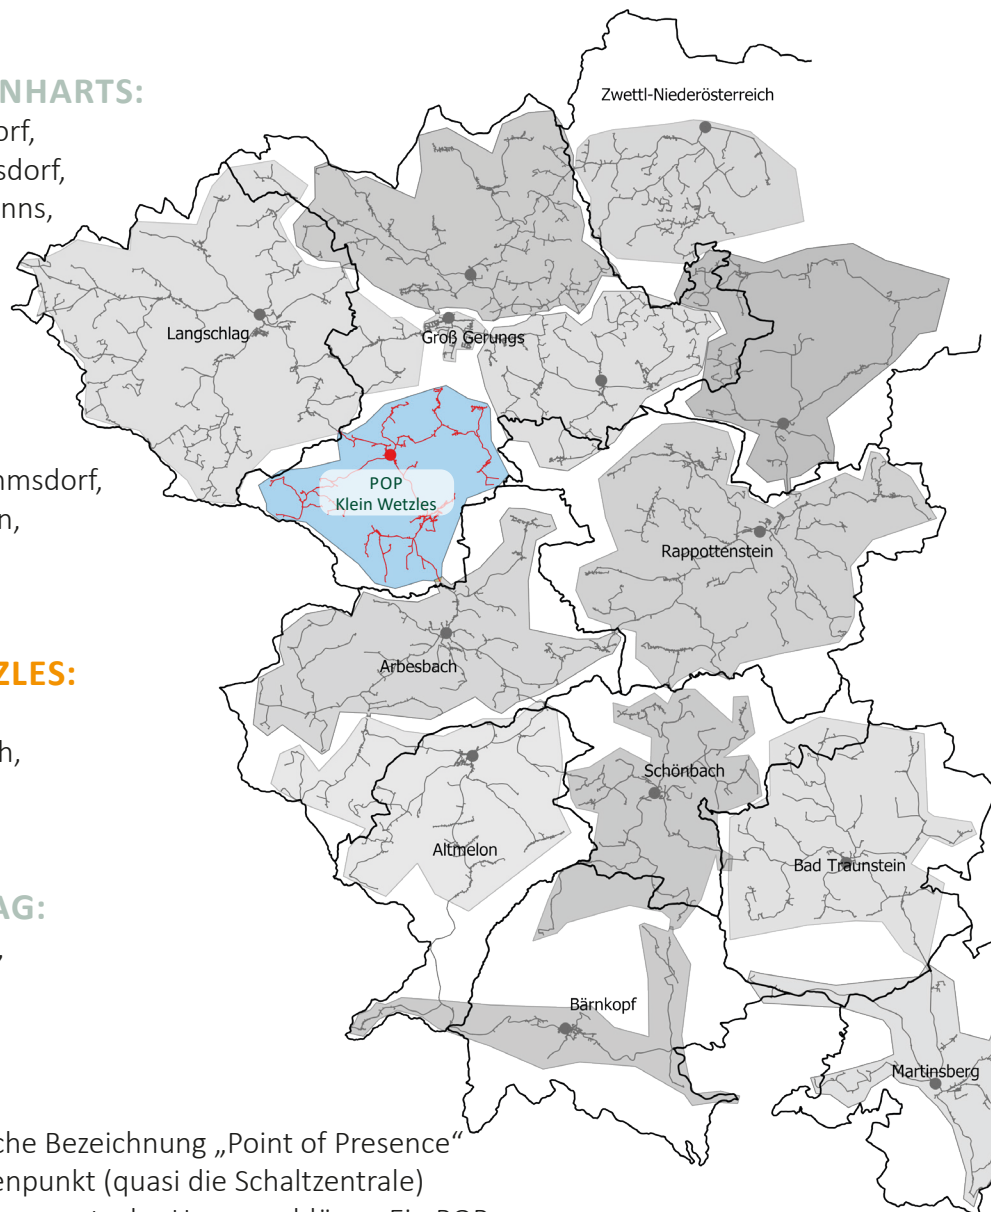 NHARTS:
orf,
sdorf,
nns,
nmsdorf,
n,
ZLES:
h,
AG:
,
che Bezeichnung „Point of Presence“
enpunkt (quasi die Schaltzentrale)
Zwettl-Niederösterreich
Langschlag
Groß Gerungs
POP
Klein Wetzles
Rappottenstein
Arbesbach
Schönbach
Altmelon
Bad Traunstein
Bärnkopf
Martinsberg